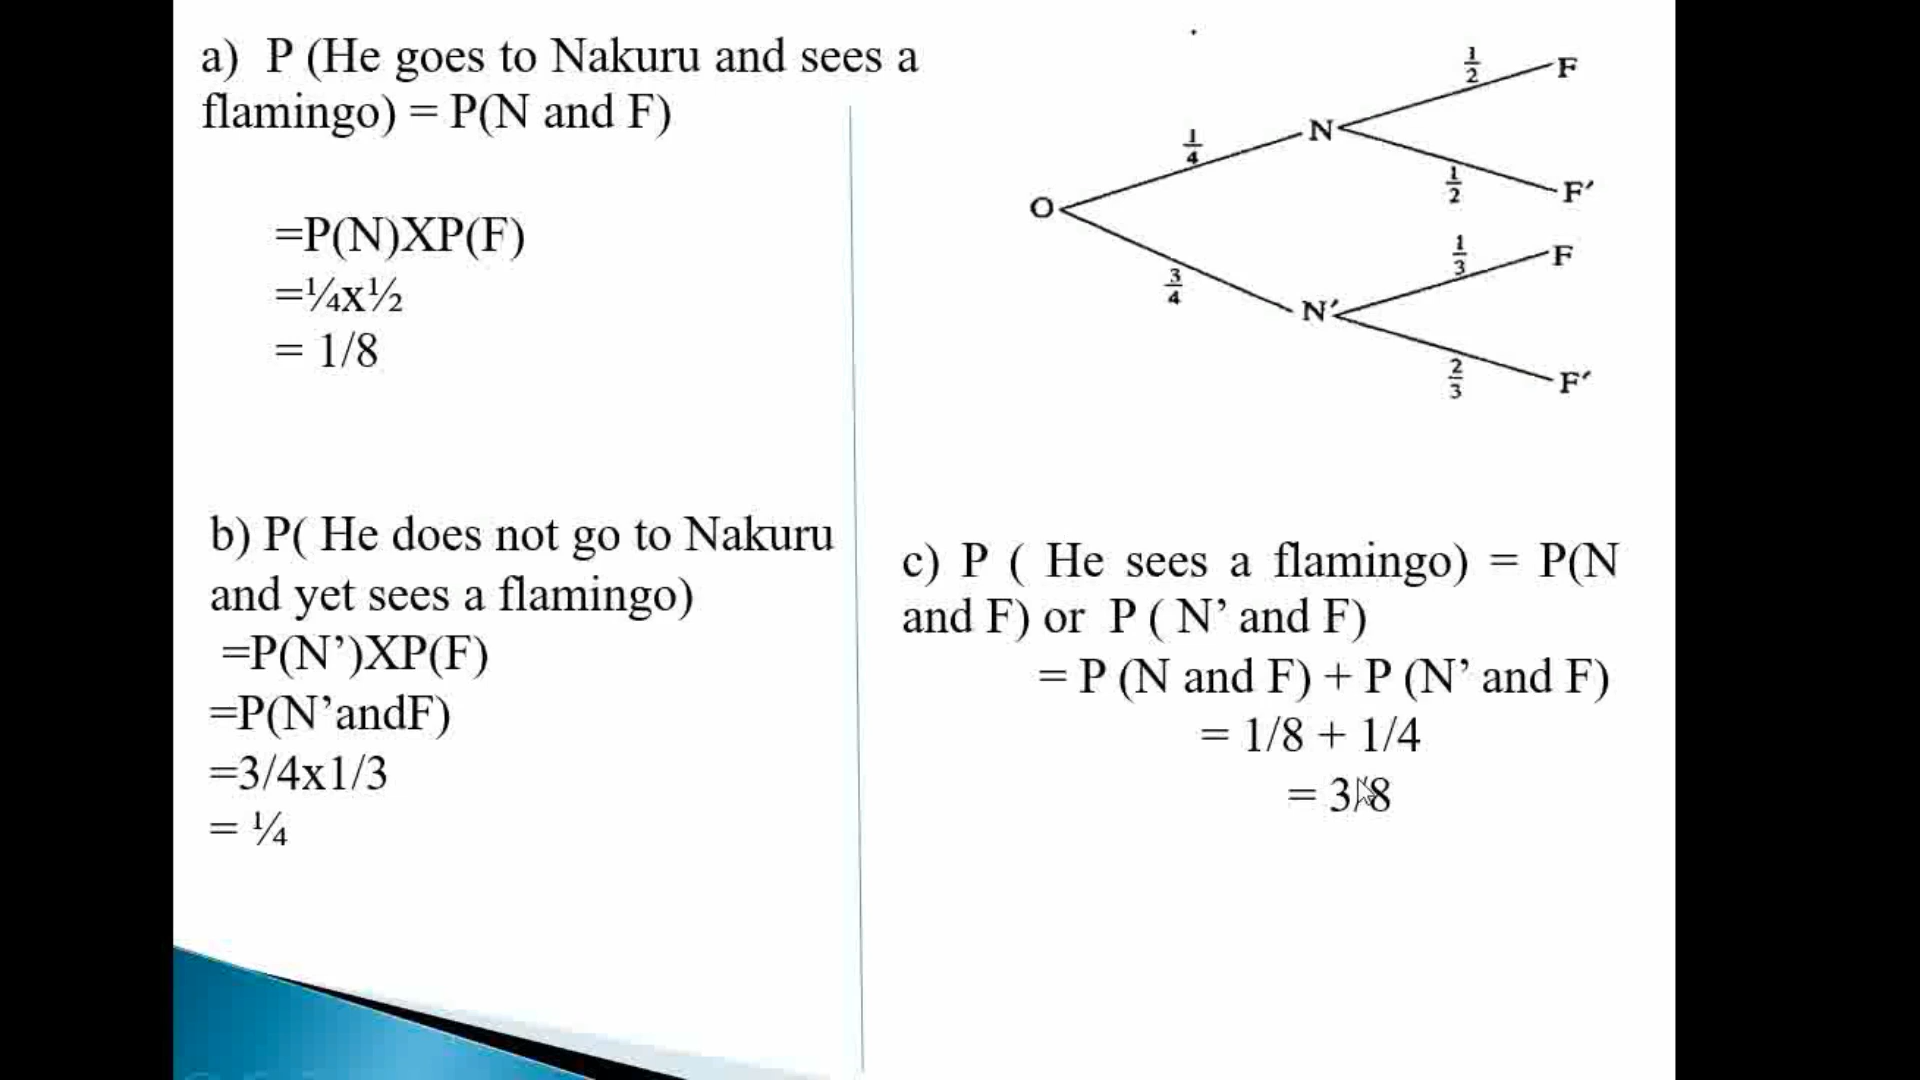 a) P (He goes to Nakuru and sees a
flamingo) = P(N and F)
=P(N)XP(F)
=¼x½
= 1/8
b) P( He does not go to Nakuru
and yet sees a flamingo)
=P(N’)XP(F)
=P(N’andF)
=3/4x1/3
= ¼
1/2
F
1/4
N
1/2
F′
O
1/3
F
3/4
N′
2/3
F′
c) P ( He sees a flamingo) = P(N
and F) or P ( N’ and F)
= P (N and F) + P (N’ and F)
= 1/8 + 1/4
= 3/8